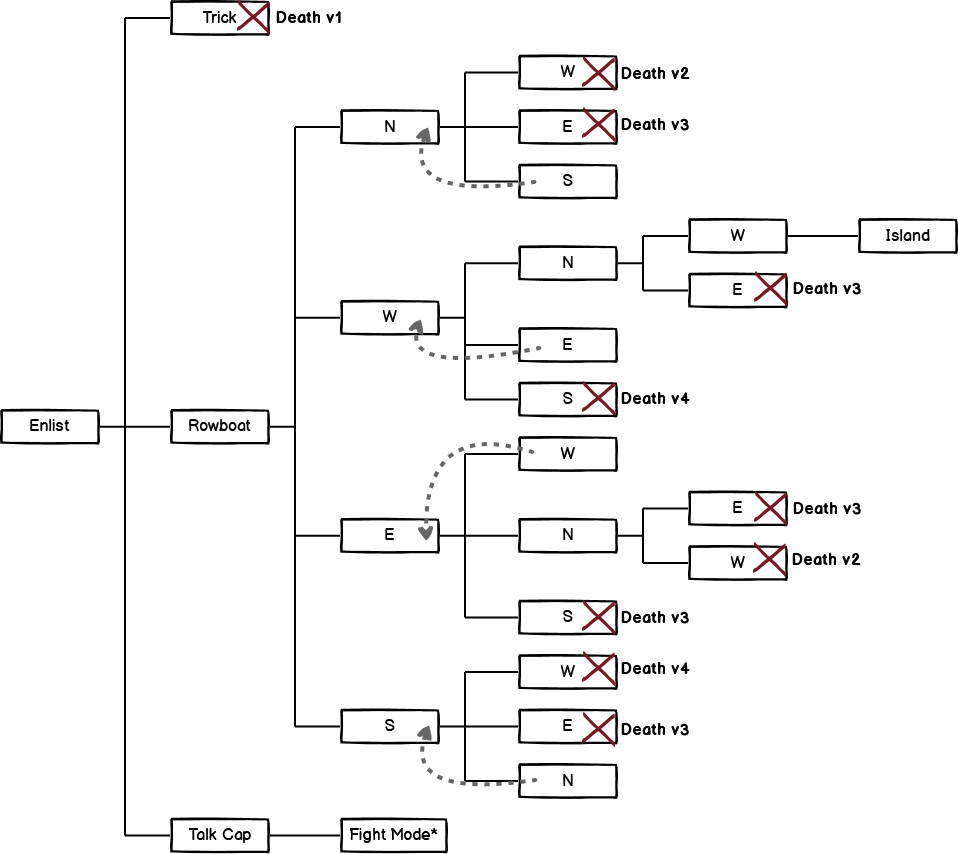 Trick Death v1
W Death v2
N E Death v3
S
W Island
N
E Death v3
W
E
S Death v4
Enlist Rowboat
W
E Death v3
E N
W Death v2
S Death v3
W Death v4
S E Death v3
N
Talk Cap Fight Mode*